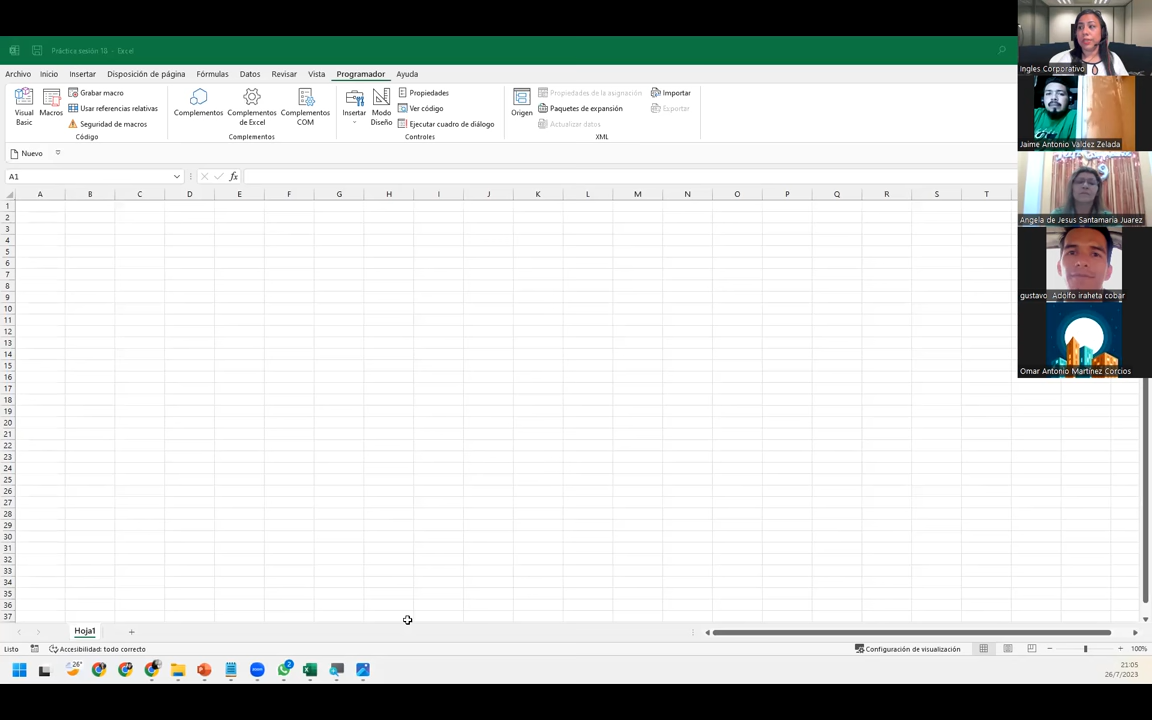 Práctica sesión 18 - Excel
Archivo Inicio Insertar Disposición de página Fórmulas Datos Revisar Vista Programador Ayuda
Visual Basic
Macros
Grabar macro
Usar referencias relativas
Seguridad de macros
Código
Complementos
Complementos de Excel
Complementos COM
Complementos
Insertar
Modo Diseño
Propiedades
Ver código
Ejecutar cuadro de diálogo
Controles
Origen
Propiedades de la asignación
Paquetes de expansión
Actualizar datos
Importar
Exportar
XML
Nuevo
A1
fx
A B C D E F G H I J K L M N O P Q R S T
1
2
3
4
5
6
7
8
9
10
11
12
13
14
15
16
17
18
19
20
21
22
23
24
25
26
27
28
29
30
31
32
33
34
35
36
37
Ingles Corporativo
Jaime Antonio Valdez Zelada
Angela de Jesus Santamaría Juarez
gustavo Adolfo iraheta cobar
Omar Antonio Martínez Corcios
Hoja1
Listo Accesibilidad: todo correcto Configuración de visualización 100%
26°
2
21:05
26/7/2023